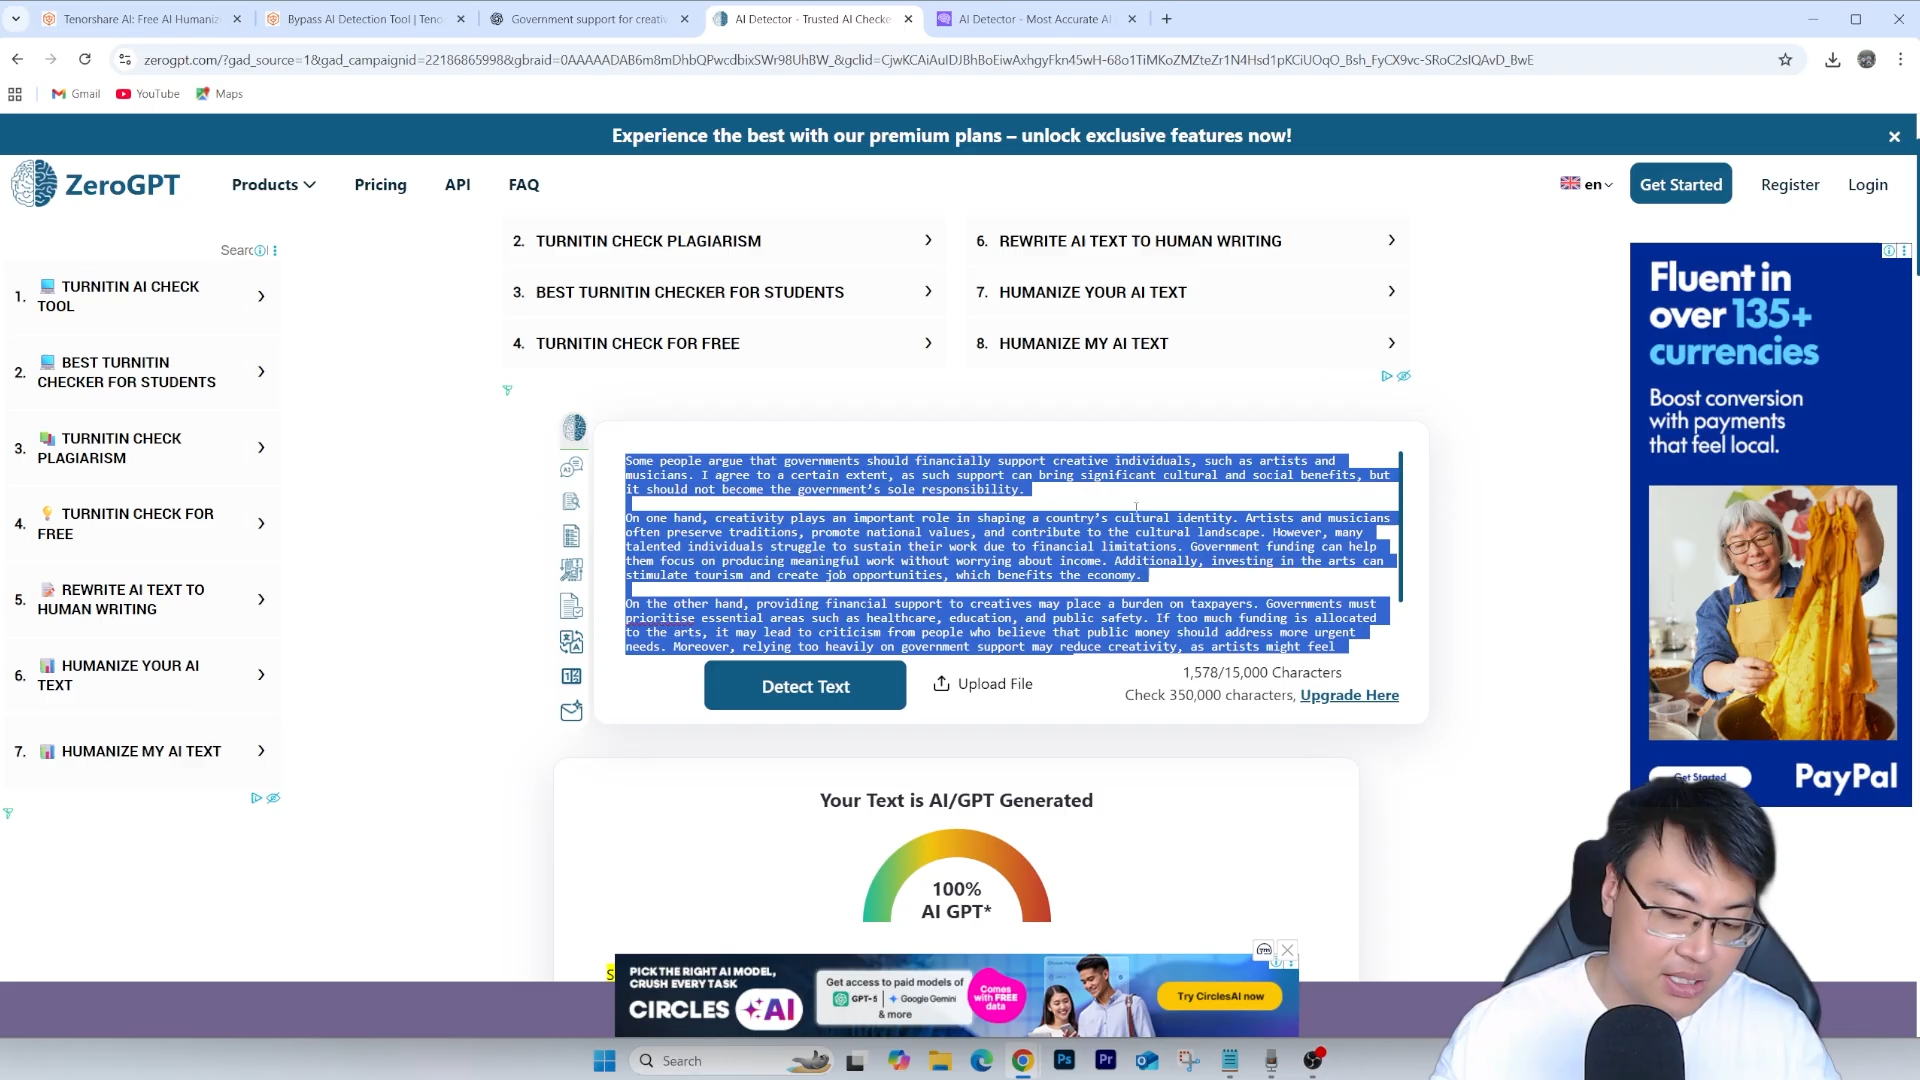 Tenorshare AI: Free AI Humaniz
Bypass AI Detection Tool | Teno
Government support for creativ
AI Detector - Trusted AI Checke
AI Detector - Most Accurate AI
zerogpt.com/?gad_source=1&gad_campaignid=22186865998&gbraid=0AAAAADAB6m8mDhbQPwcdbixSWr98UhBW_&gclid=CjwKCAiAuIDJBhBoEiwAxhgyFkn45wH-68o1TiMKoZMZteZr1N4Hsd1pKCiUOqO_Bsh_FyCX9vc-SRoC2sIQAvD_BwE
Gmail YouTube Maps
Experience the best with our premium plans – unlock exclusive features now!
ZeroGPT
Products Pricing API FAQ
en Get Started Register Login
2. TURNITIN CHECK PLAGIARISM
3. BEST TURNITIN CHECKER FOR STUDENTS
4. TURNITIN CHECK FOR FREE
6. REWRITE AI TEXT TO HUMAN WRITING
7. HUMANIZE YOUR AI TEXT
8. HUMANIZE MY AI TEXT
1. TURNITIN AI CHECK
TOOL
2. BEST TURNITIN
CHECKER FOR STUDENTS
3. TURNITIN CHECK
PLAGIARISM
4. TURNITIN CHECK FOR
FREE
5. REWRITE AI TEXT TO
HUMAN WRITING
6. HUMANIZE YOUR AI
TEXT
7. HUMANIZE MY AI TEXT
Fluent in
over 135+
currencies
Boost conversion
with payments
that feel local.
Get Started
PayPal
Some people argue that governments should financially support creative individuals, such as artists and
musicians. I agree to a certain extent, as such support can bring significant cultural and social benefits, but
it should not become the government’s sole responsibility.
On one hand, creativity plays an important role in shaping a country’s cultural identity. Artists and musicians
often preserve traditions, promote national values, and contribute to the cultural landscape. However, many
talented individuals struggle to sustain their work due to financial limitations. Government funding can help
them focus on producing meaningful work without worrying about income. Additionally, investing in the arts can
stimulate tourism and create job opportunities, which benefits the economy.
On the other hand, providing financial support to creatives may place a burden on taxpayers. Governments must
prioritise essential areas such as healthcare, education, and public safety. If too much funding is allocated
to the arts, it may lead to criticism from people who believe that public money should address more urgent
needs. Moreover, relying too heavily on government support may reduce creativity, as artists might feel
Detect Text
Upload File
1,578/15,000 Characters
Check 350,000 characters, Upgrade Here
Your Text is AI/GPT Generated
100%
AI GPT*
PICK THE RIGHT AI MODEL,
CRUSH EVERY TASK
CIRCLES AI
Get access to paid models of
GPT-5 Google Gemini
& more
Comes
with FREE
data
Try CirclesAI now
Search